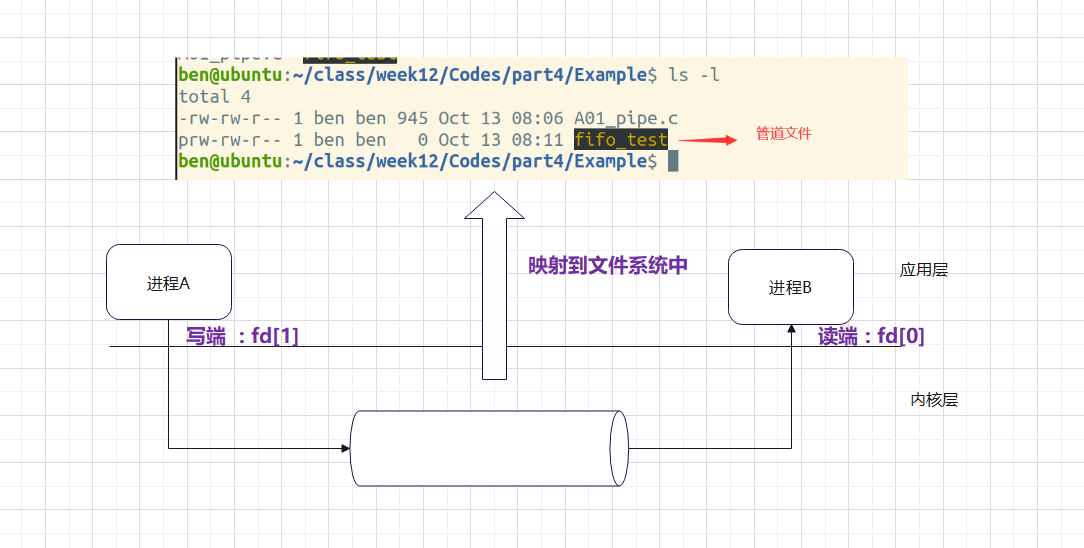 A01_pipe.c fifo_test
ben@ubuntu:~/class/week12/Codes/part4/Example$ ls -l
total 4
-rw-rw-r-- 1 ben ben 945 Oct 13 08:06 A01_pipe.c
prw-rw-r-- 1 ben ben   0 Oct 13 08:11 fifo_test
管道文件
ben@ubuntu:~/class/week12/Codes/part4/Example$
映射到文件系统中
进程A
进程B
应用层
写端 ：fd[1]
读端：fd[0]
内核层